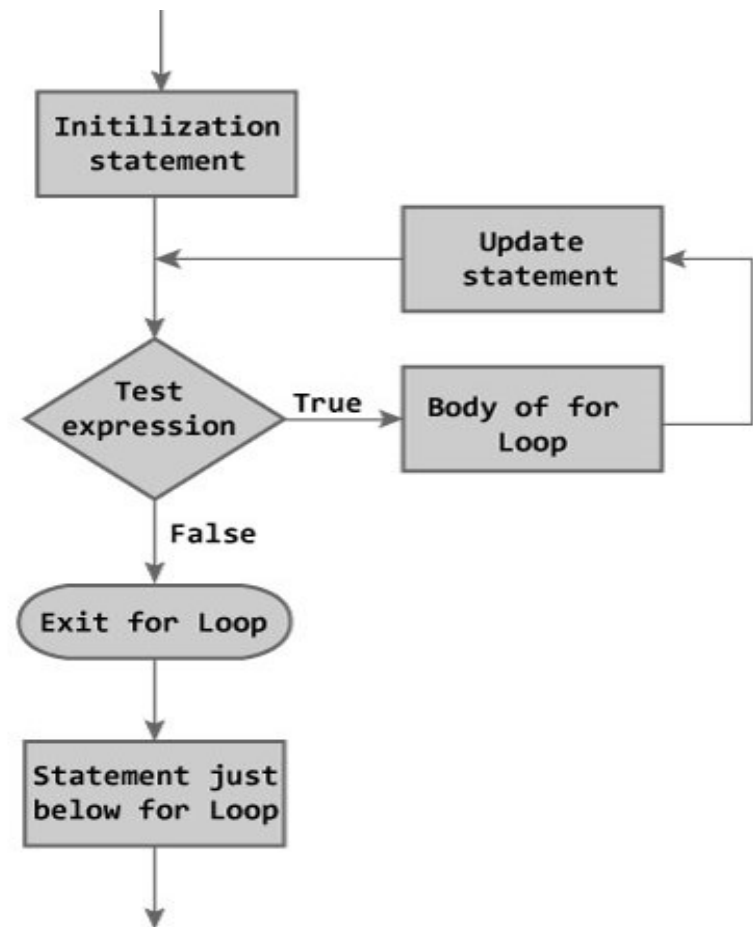 Initilization
statement
Update
statement
Test
expression
True
Body of for
Loop
False
Exit for Loop
Statement just
below for Loop